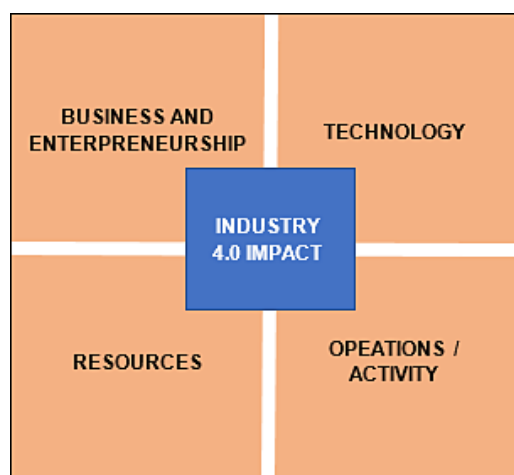 BUSINESS AND
ENTERPRENEURSHIP
TECHNOLOGY
INDUSTRY
4.0 IMPACT
RESOURCES
OPEATIONS /
ACTIVITY